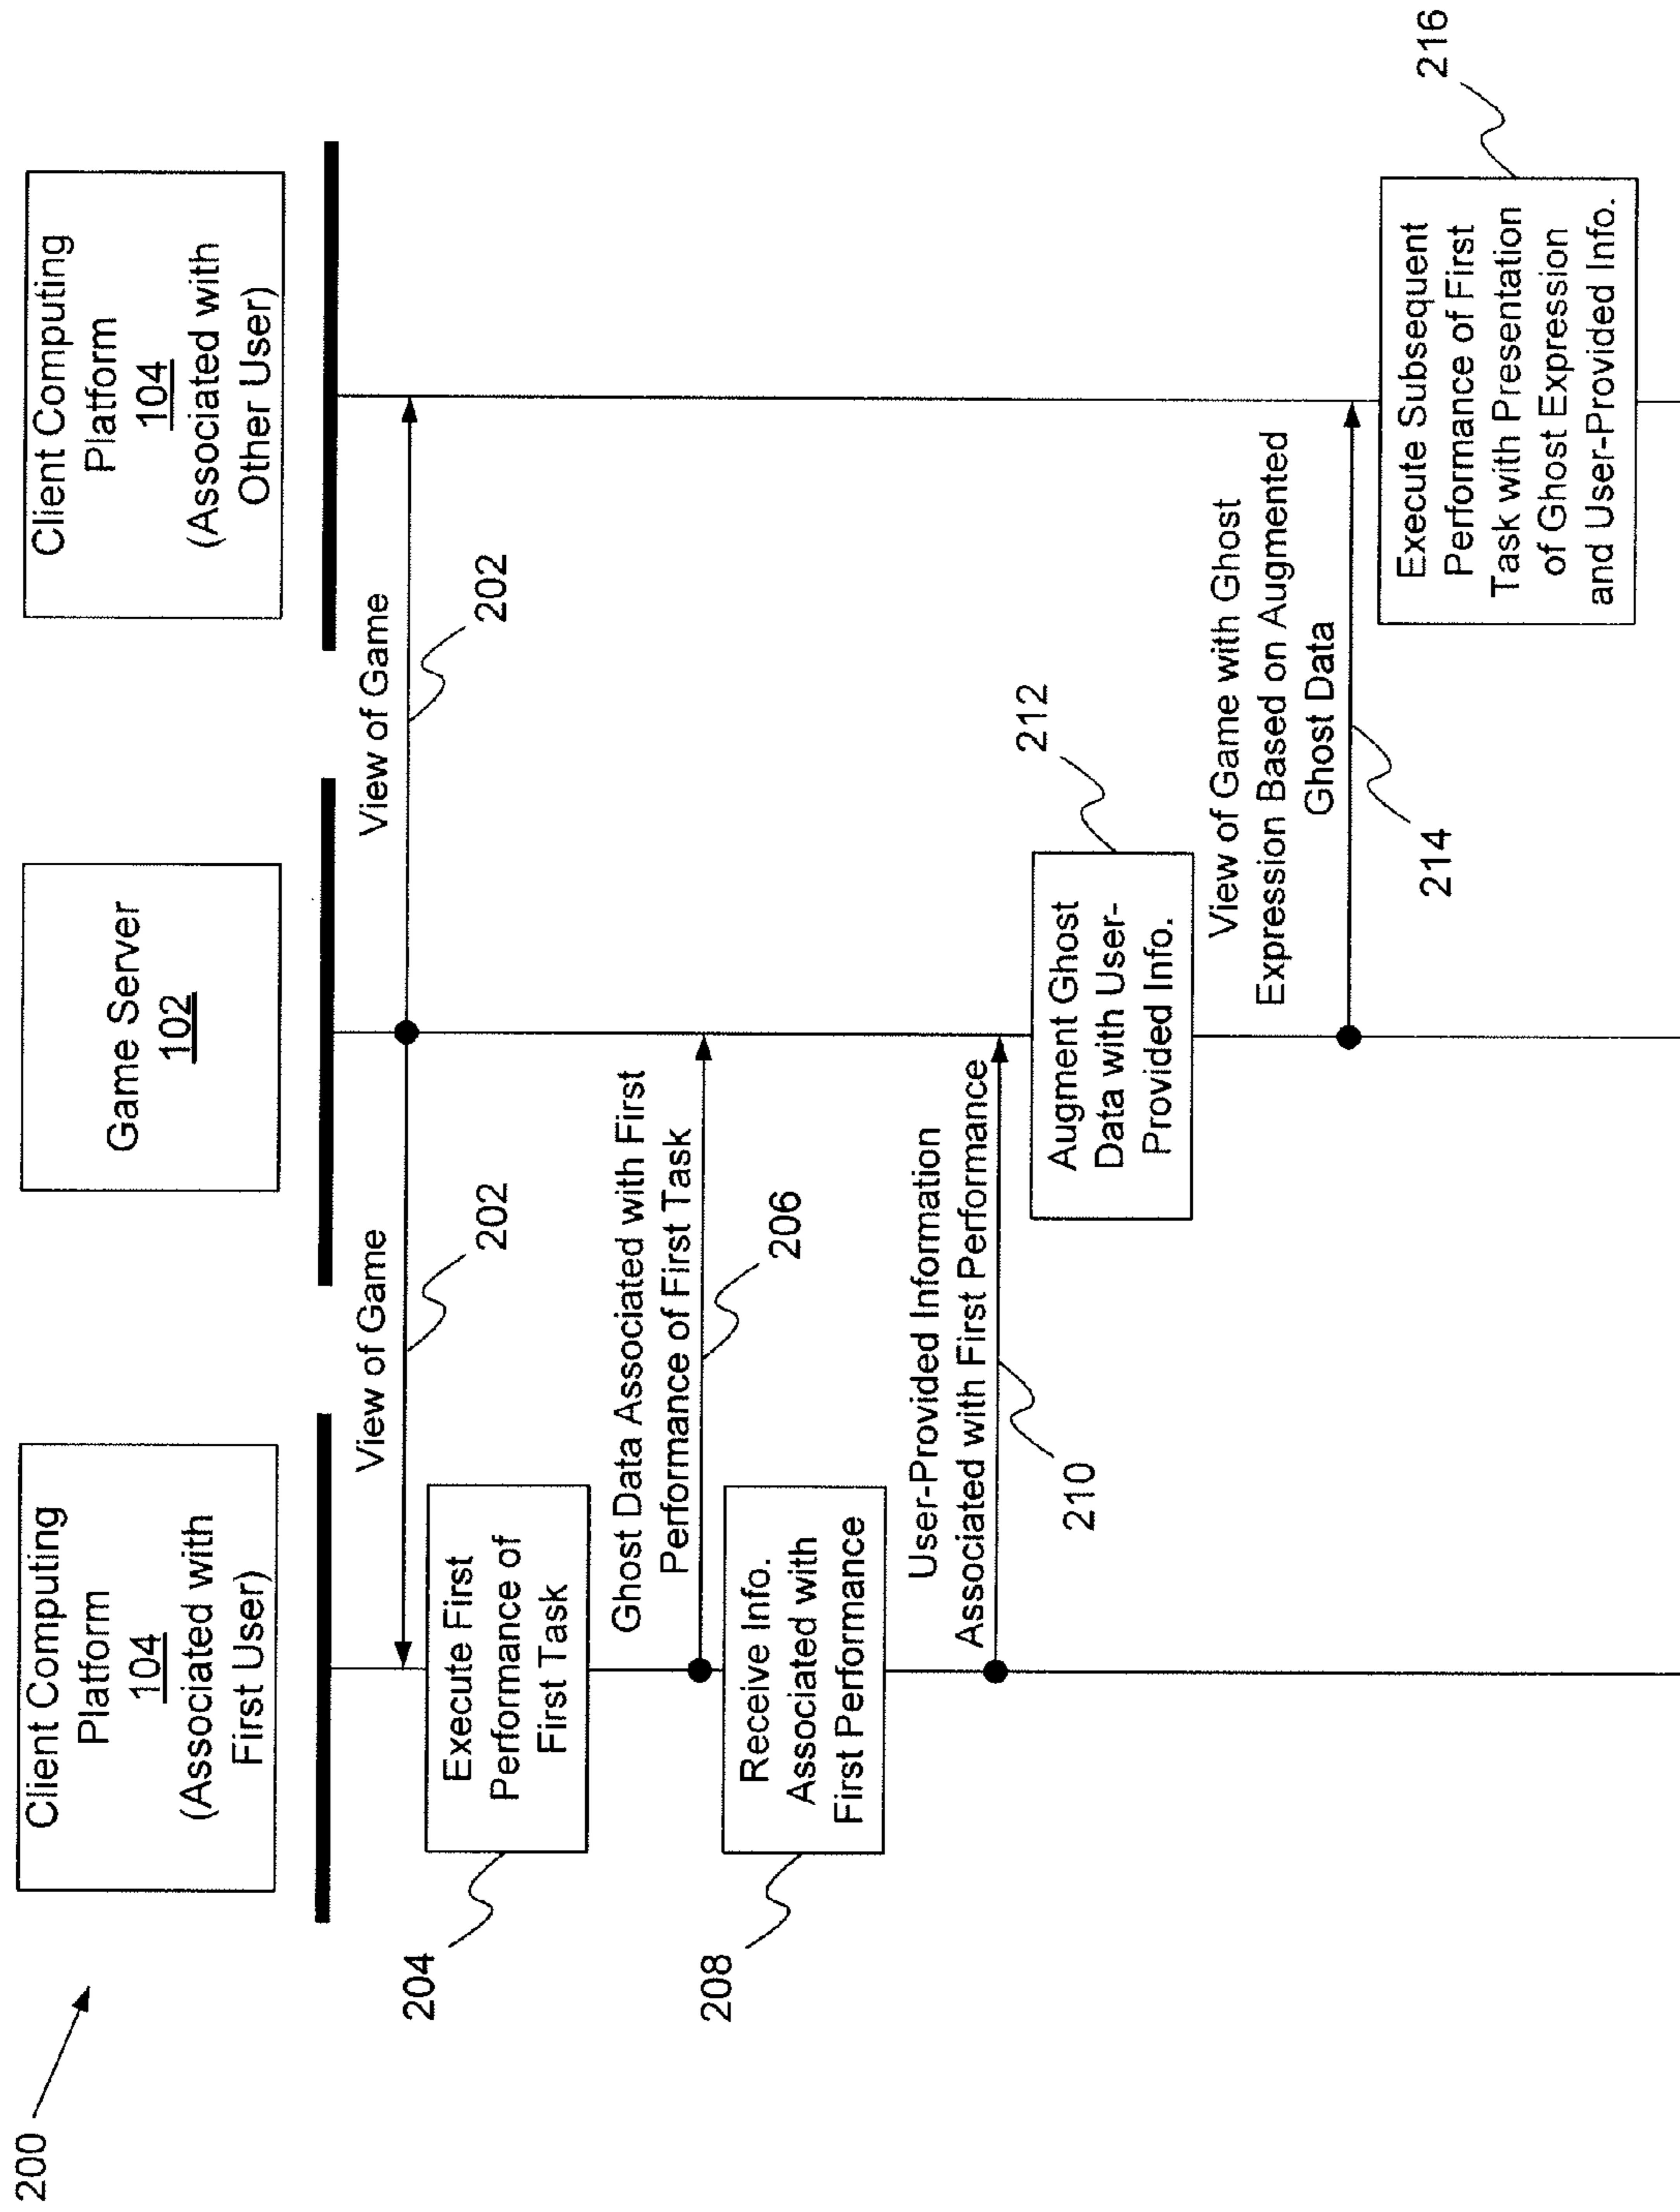 200
Client Computing
Platform
104
(Associated with
First User)
Game Server
102
Client Computing
Platform
104
(Associated with
Other User)
View of Game
202
View of Game
202
204
Execute First
Performance of
First Task
Ghost Data Associated with First
Performance of First Task
206
208
Receive Info.
Associated with
First Performance
User-Provided Information
Associated with First Performance
210
212
Augment Ghost
Data with User-
Provided Info.
View of Game with Ghost
Expression Based on Augmented
Ghost Data
214
216
Execute Subsequent
Performance of First
Task with Presentation
of Ghost Expression
and User-Provided Info.